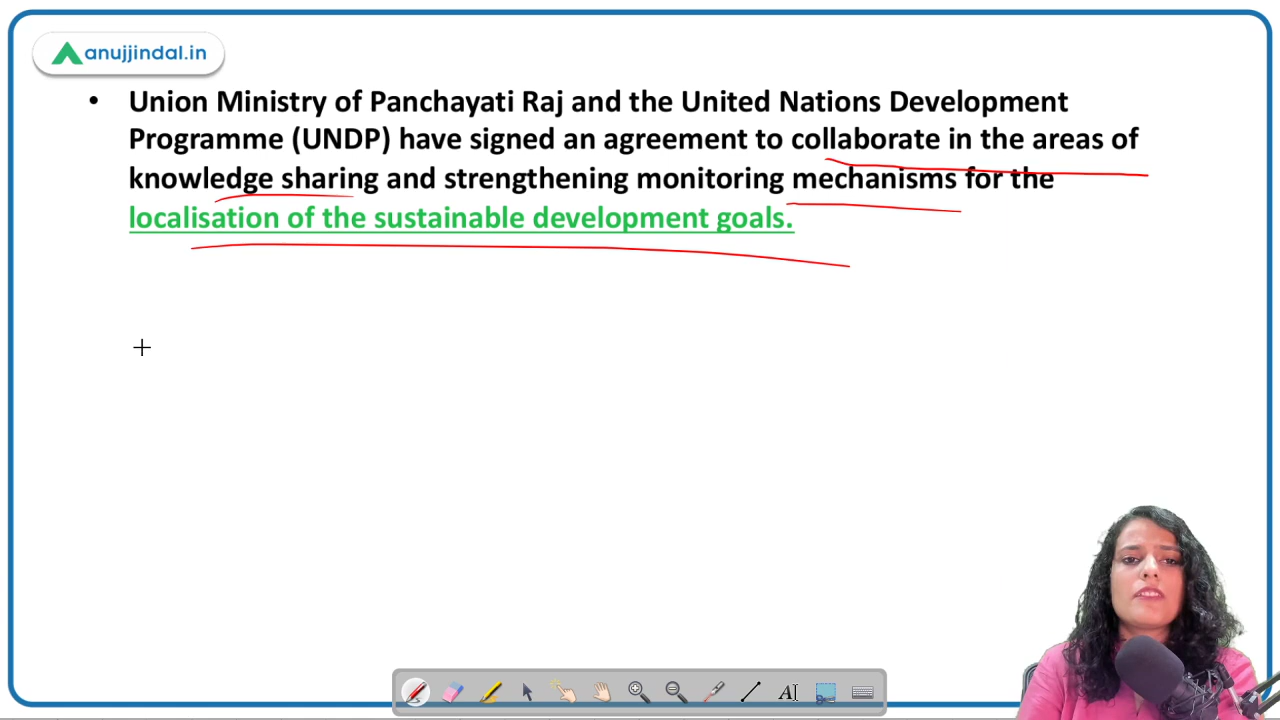 anujjindal.in
• Union Ministry of Panchayati Raj and the United Nations Development
Programme (UNDP) have signed an agreement to collaborate in the areas of
knowledge sharing and strengthening monitoring mechanisms for the
localisation of the sustainable development goals.
AI